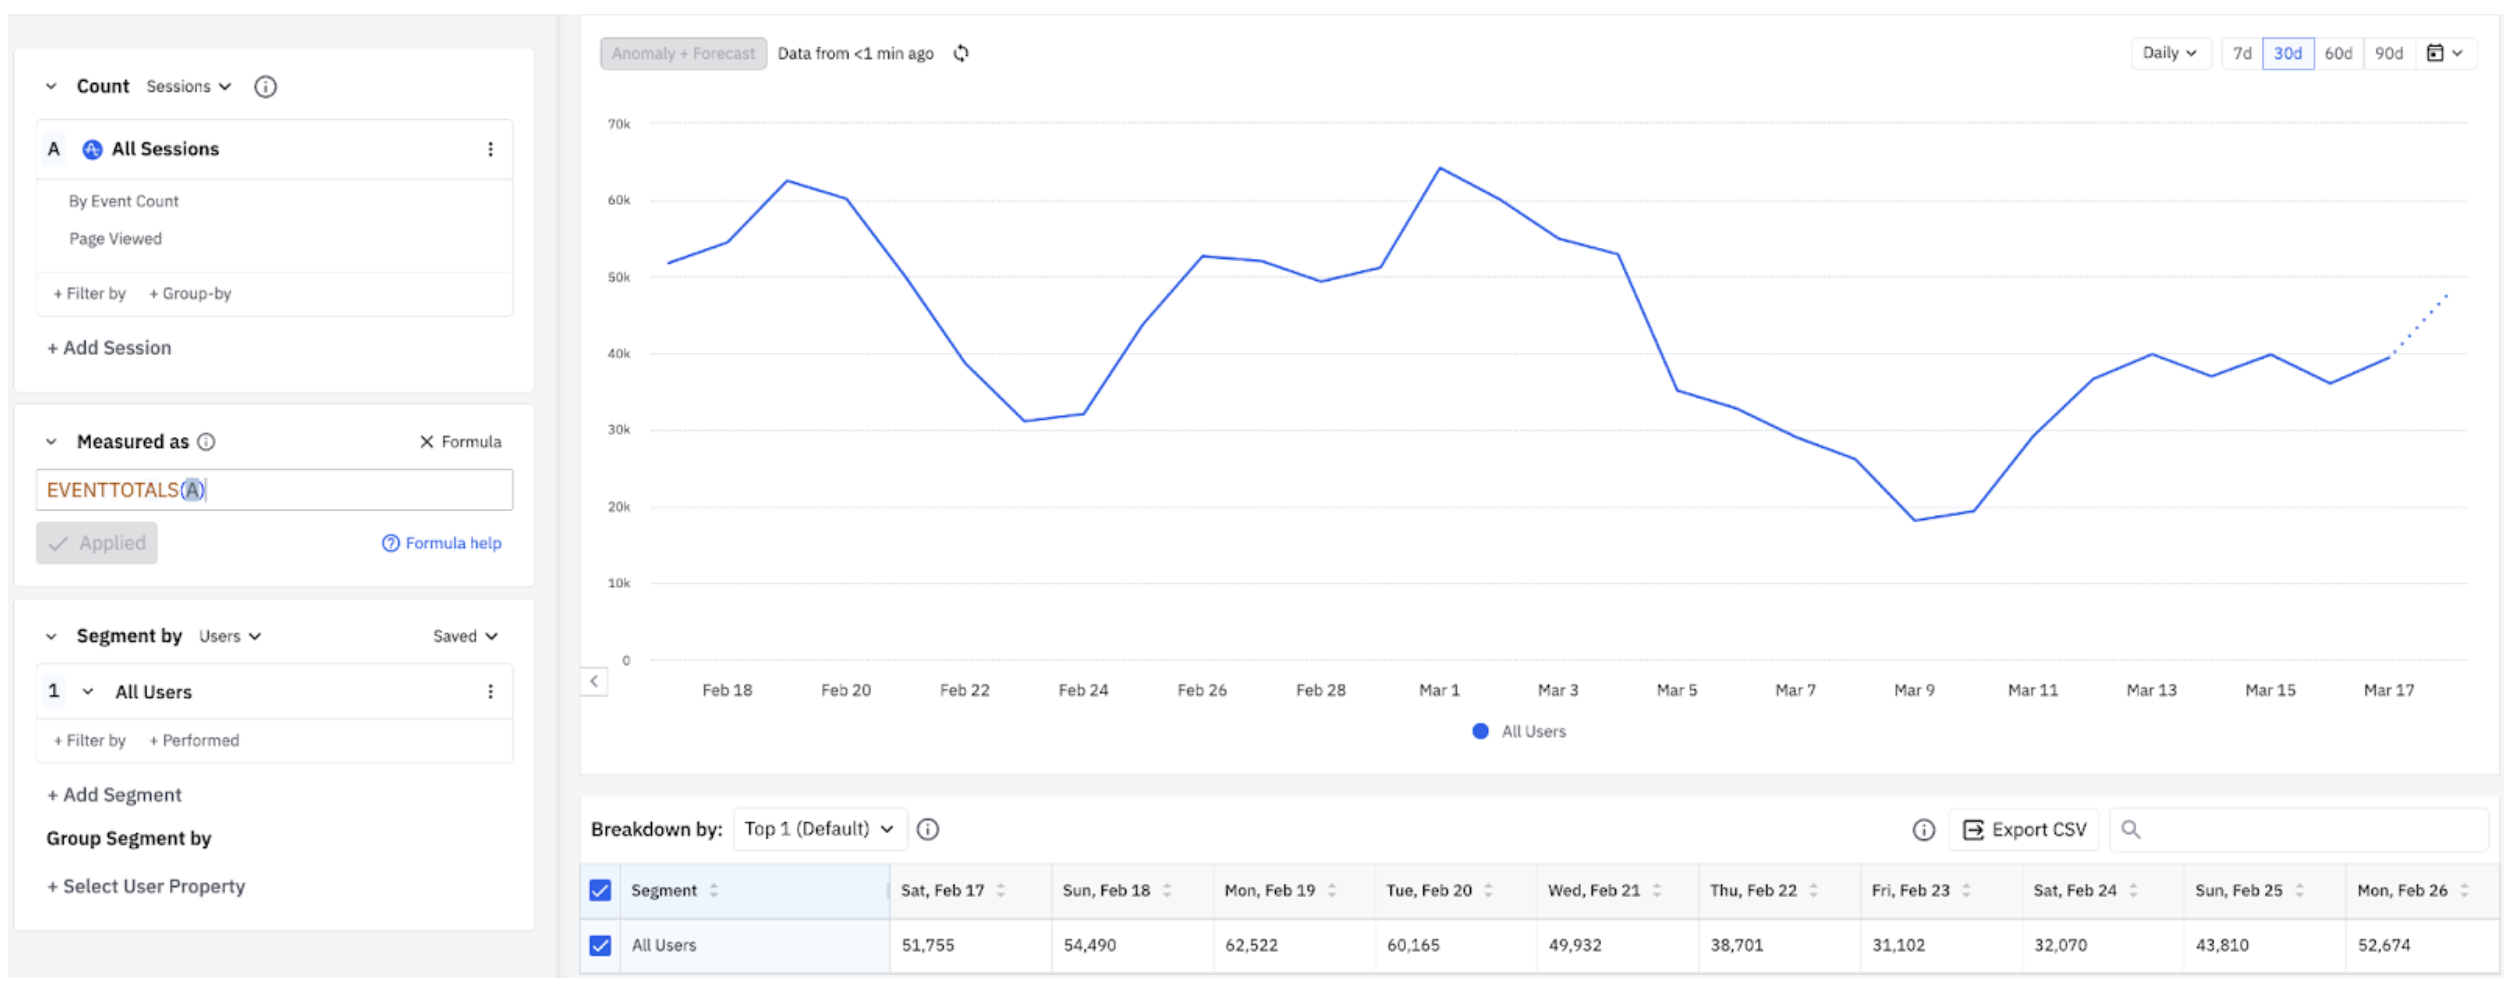 Count Sessions
A All Sessions
By Event Count
Page Viewed
+ Filter by + Group-by
+ Add Session
Measured as Formula
EVENTTOTALS(A)
Applied
Formula help
Segment by Users Saved
1 All Users
+ Filter by + Performed
+ Add Segment
Group Segment by
+ Select User Property
Anomaly + Forecast Data from <1 min ago Daily 7d 30d 60d 90d
70k
60k
50k
40k
30k
20k
10k
0
Feb 18 Feb 20 Feb 22 Feb 24 Feb 26 Feb 28 Mar 1 Mar 3 Mar 5 Mar 7 Mar 9 Mar 11 Mar 13 Mar 15 Mar 17
All Users
Breakdown by: Top 1 (Default) Export CSV
Segment Sat, Feb 17 Sun, Feb 18 Mon, Feb 19 Tue, Feb 20 Wed, Feb 21 Thu, Feb 22 Fri, Feb 23 Sat, Feb 24 Sun, Feb 25 Mon, Feb 26
All Users 51,755 54,490 62,522 60,165 49,932 38,701 31,102 32,070 43,810 52,674